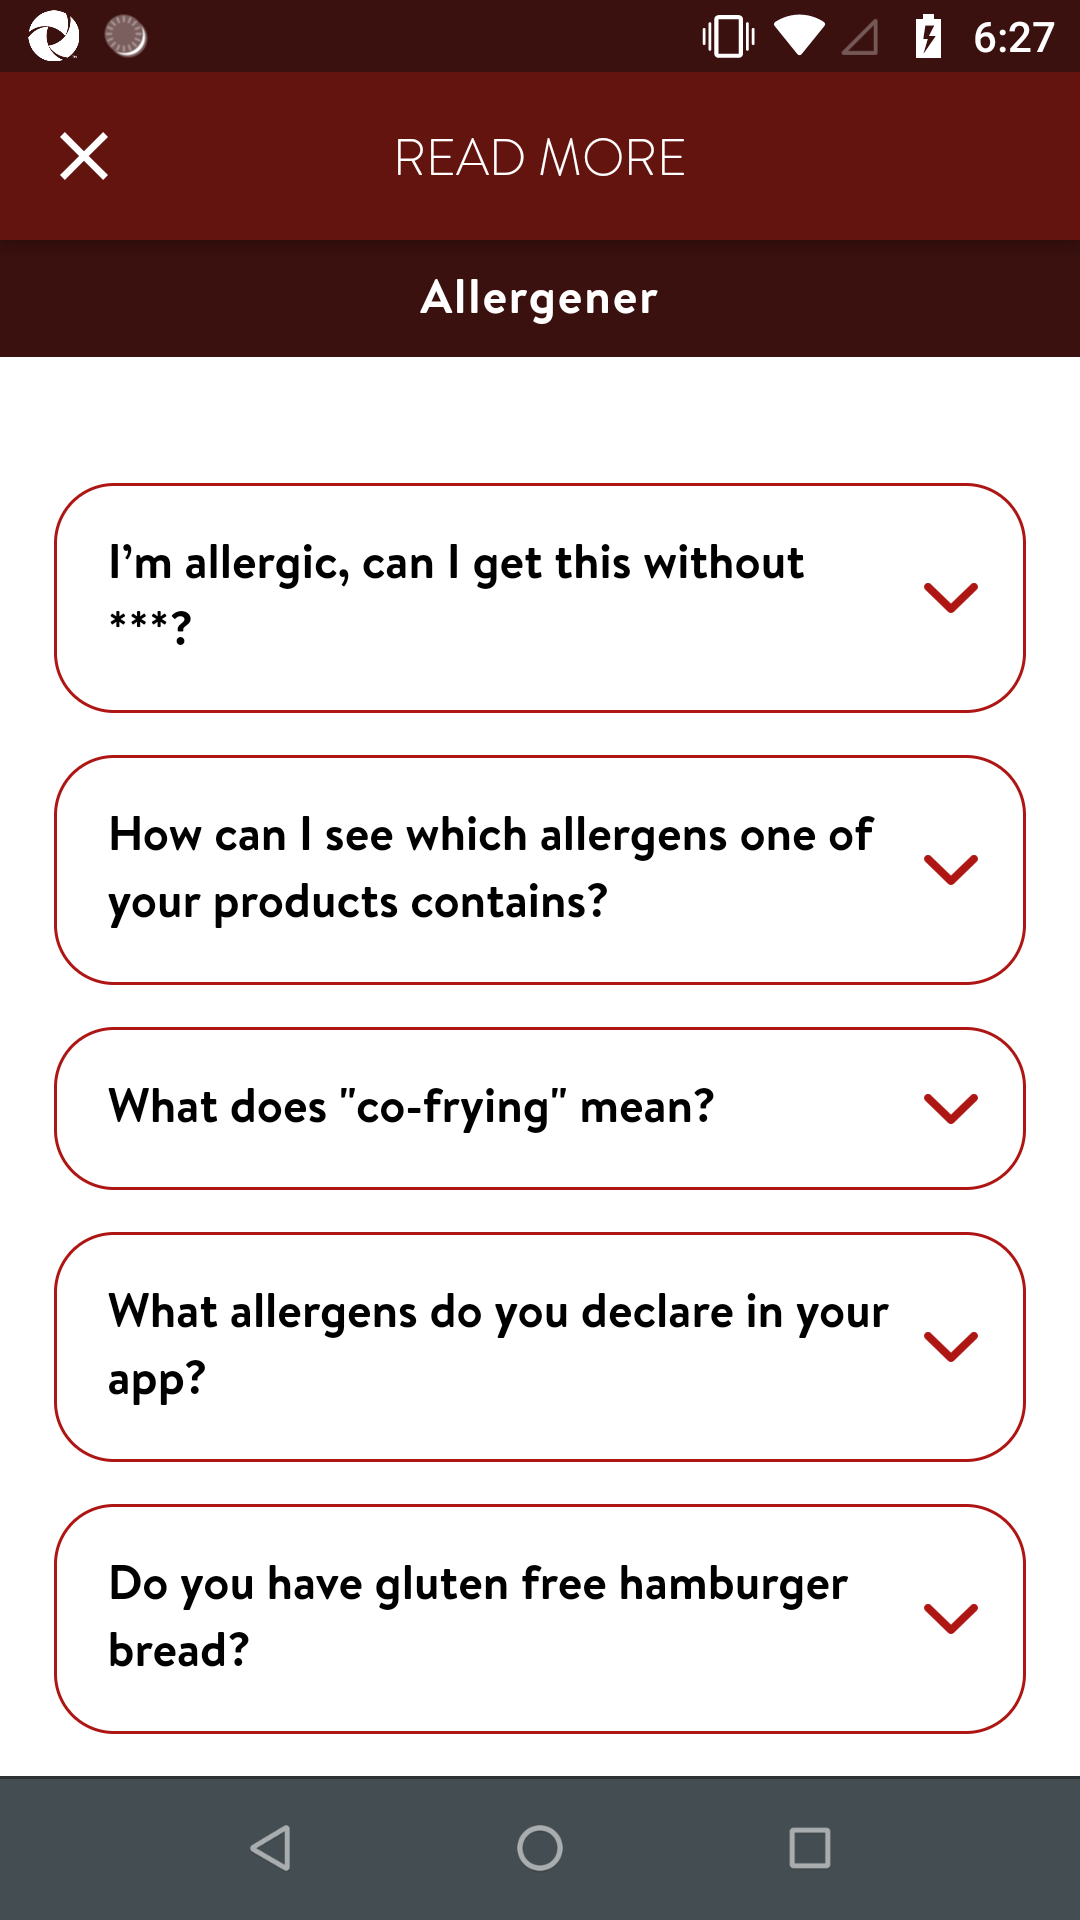 6:27
READ MORE
Allergener
I’m allergic, can I get this without
***?
How can I see which allergens one of
your products contains?
What does "co-frying" mean?
What allergens do you declare in your
app?
Do you have gluten free hamburger
bread?